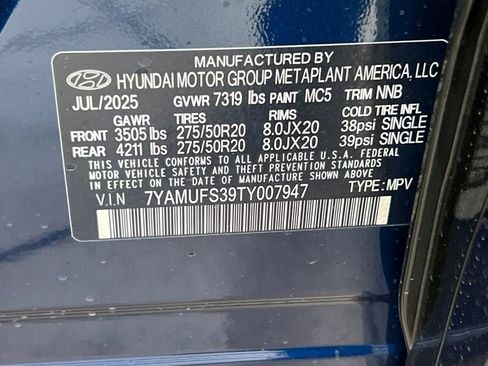 MANUFACTURED BY
HYUNDAI MOTOR GROUP METAPLANT AMERICA, LLC
JUL/2025 GVWR 7319 lbs PAINT MC5 TRIM NNB
GAWR TIRES RIMS COLD TIRE INFL
FRONT 3505 lbs 275/50R20 8.0JX20 38psi SINGLE
REAR 4211 lbs 275/50R20 8.0JX20 39psi SINGLE
THIS VEHICLE CONFORMS TO ALL APPLICABLE U.S.A. FEDERAL
MOTOR VEHICLE SAFETY, BUMPER, AND THEFT PREVENTION STANDARDS
IN EFFECT ON THE DATE OF MANUFACTURE SHOWN ABOVE.
V.I.N 7YAMUFS39TY007947 TYPE: MPV